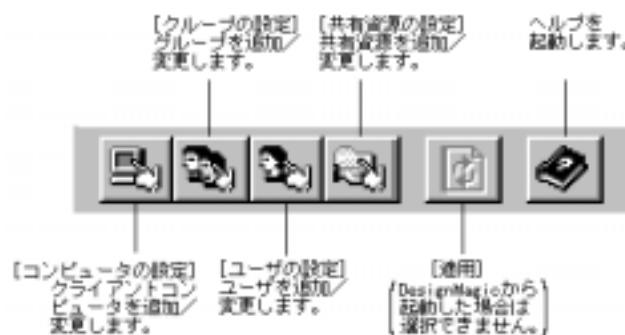 [グループの設定]
グループを追加／
変更します。
[共有資源の設定]
共有資源を追加／
変更します。
ヘルプを
起動します。
[コンピュータの設定]
クライアントコン
ピュータを追加／
変更します。
[ユーザの設定]
ユーザを追加／
変更します。
[適用]
(DesignMagicから
起動した場合は
選択できません。)